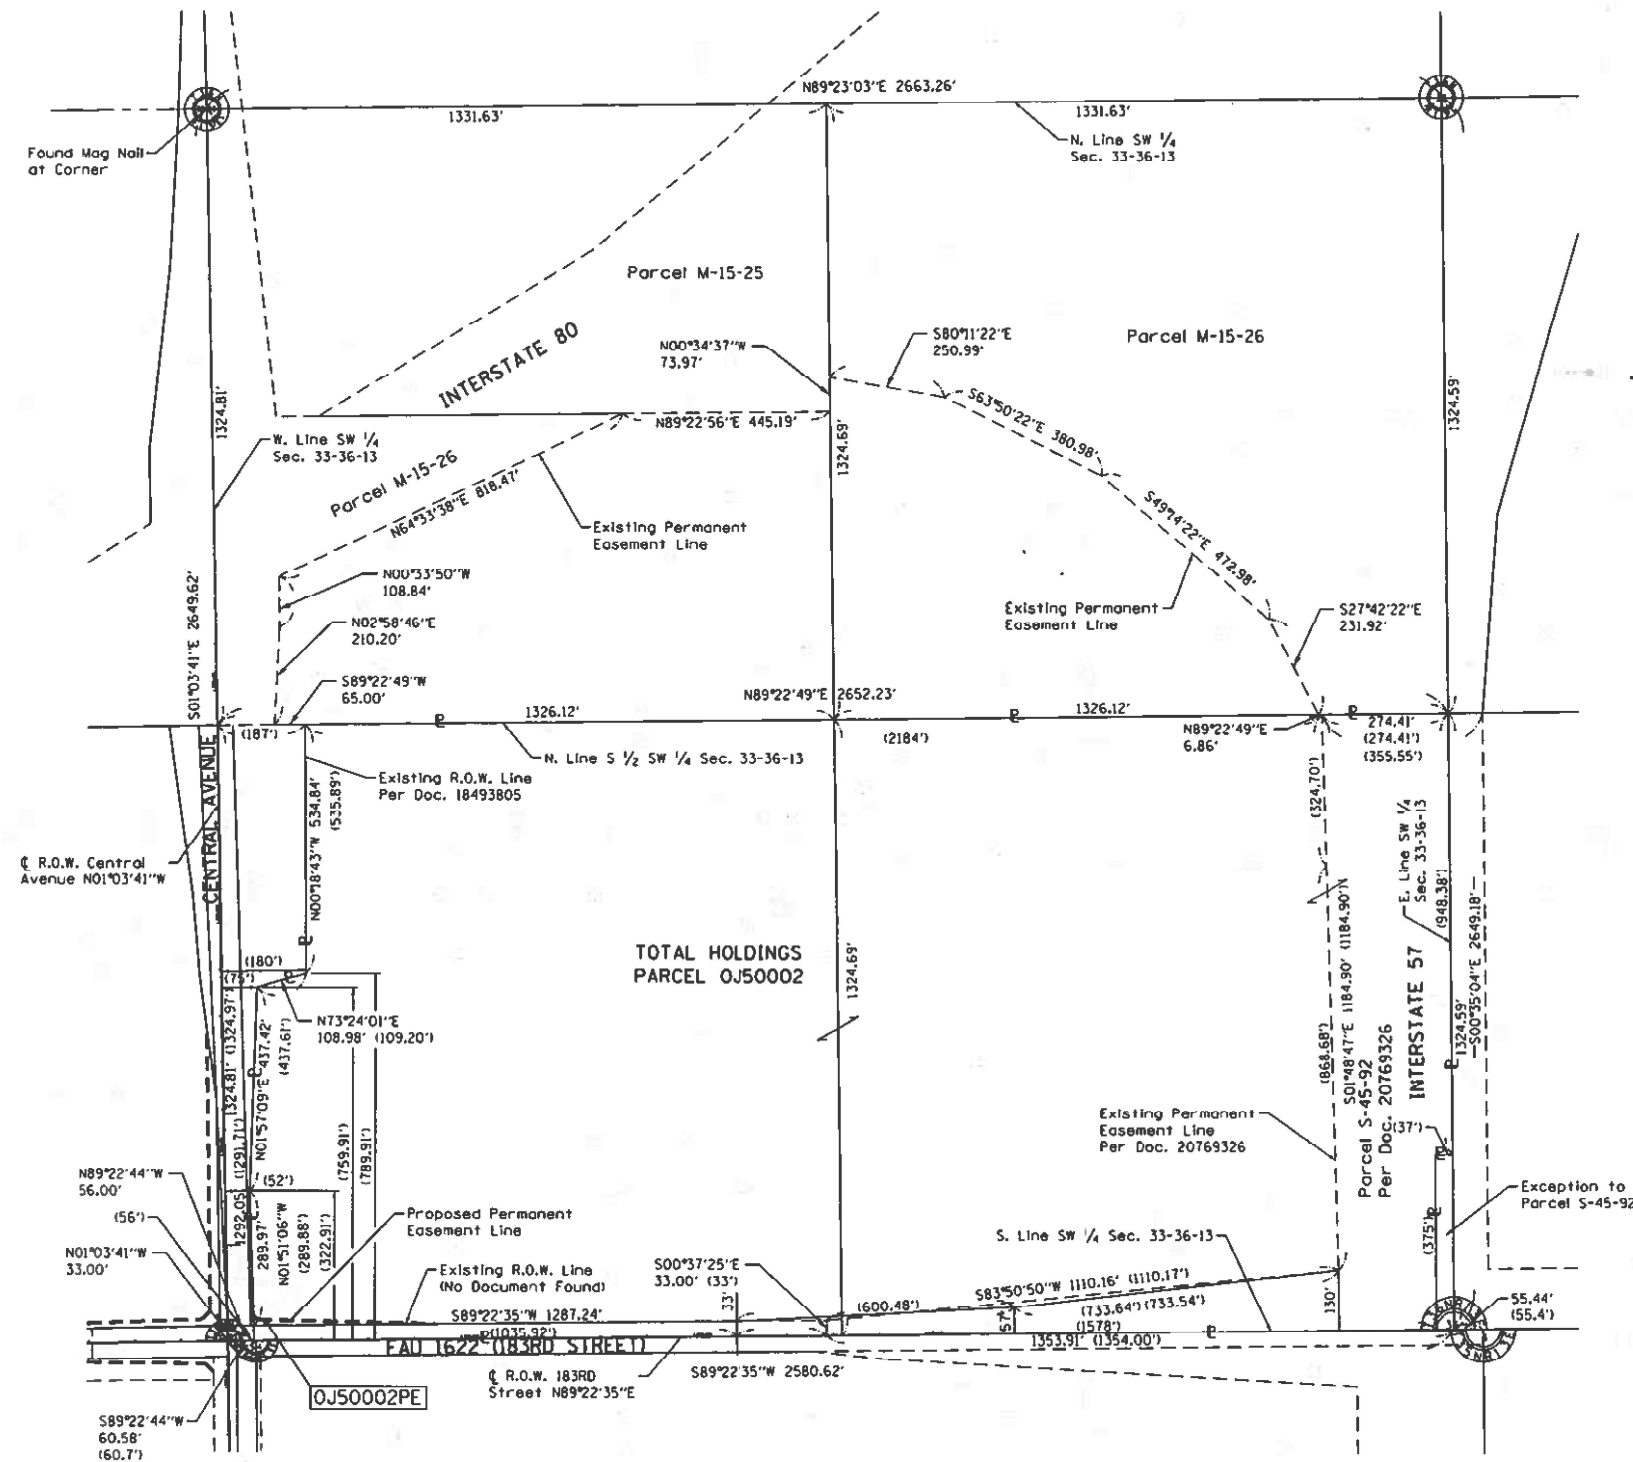 N89°23'03"E 2663.26'
1331.63'
1331.63'
Found Mag Nail
at Corner
N. Line SW 1/4
Sec. 33-36-13
Parcel M-15-25
INTERSTATE 80
N00°34'37"W
73.97'
S80°11'22"E
250.99'
Parcel M-15-26
1324.81'
1324.59'
S63°50'22"E 380.98'
N89°22'56"E 445.19'
W. Line SW 1/4
Sec. 33-36-13
1324.69'
Parcel M-15-26
N64°33'38"E 818.47'
S49°14'22"E 472.98'
Existing Permanent
Easement Line
N00°33'50"W
108.84'
Existing Permanent
Easement Line
S27°42'22"E
231.92'
S01°03'41"E 2649.62'
N02°58'46"E
210.20'
S89°22'49"W
65.00'
N89°22'49"E 2652.23'
1326.12'
1326.12'
(187')
(2184')
N89°22'49"E
6.86'
274.41'
(274.41')
(355.55')
N. Line S 1/2 SW 1/4 Sec. 33-36-13
CENTRAL AVENUE
Existing R.O.W. Line
Per Doc. 18493805
N00°18'43"W 534.84'
(535.89')
(324.70')
E. Line SW 1/4
Sec. 33-36-13
℄ R.O.W. Central
Avenue N01°03'41"W
(948.38')
S00°35'04"E 2649.18'
TOTAL HOLDINGS
PARCEL 0J50002
(180')
(75')
N73°24'01"E
108.98' (109.20')
1324.69'
1324.81' (1324.97')
N01°57'09"E 437.42'
(437.61')
(1291.71')
(759.91')
(789.91')
(868.68')
S01°48'47"E 1184.90' (1184.90')
Parcel S-45-92
Per Doc. 20769326
INTERSTATE 57
1324.59'
Existing Permanent
Easement Line
Per Doc. 20769326
(37')
N89°22'44"W
56.00'
(52')
(56')
1292.05'
289.97'
N01°51'06"W
(289.88')
(322.91')
Proposed Permanent
Easement Line
Exception to
Parcel S-45-92
(375')
N01°03'41"W
33.00'
Existing R.O.W. Line
(No Document Found)
S00°37'25"E
33.00' (33')
S. Line SW 1/4 Sec. 33-36-13
S83°50'50"W 1110.16' (1110.17')
(600.48')
(733.64') (733.54')
(1578')
130'
57'
33'
55.44'
(55.4')
S89°22'35"W 1287.24'
(1035.92')
1353.91' (1354.00')
FAU 1622 (183RD STREET)
℄ R.O.W. 183RD
Street N89°22'35"E
S89°22'35"W 2580.62'
0J50002PE
S89°22'44"W
60.58'
(60.7')